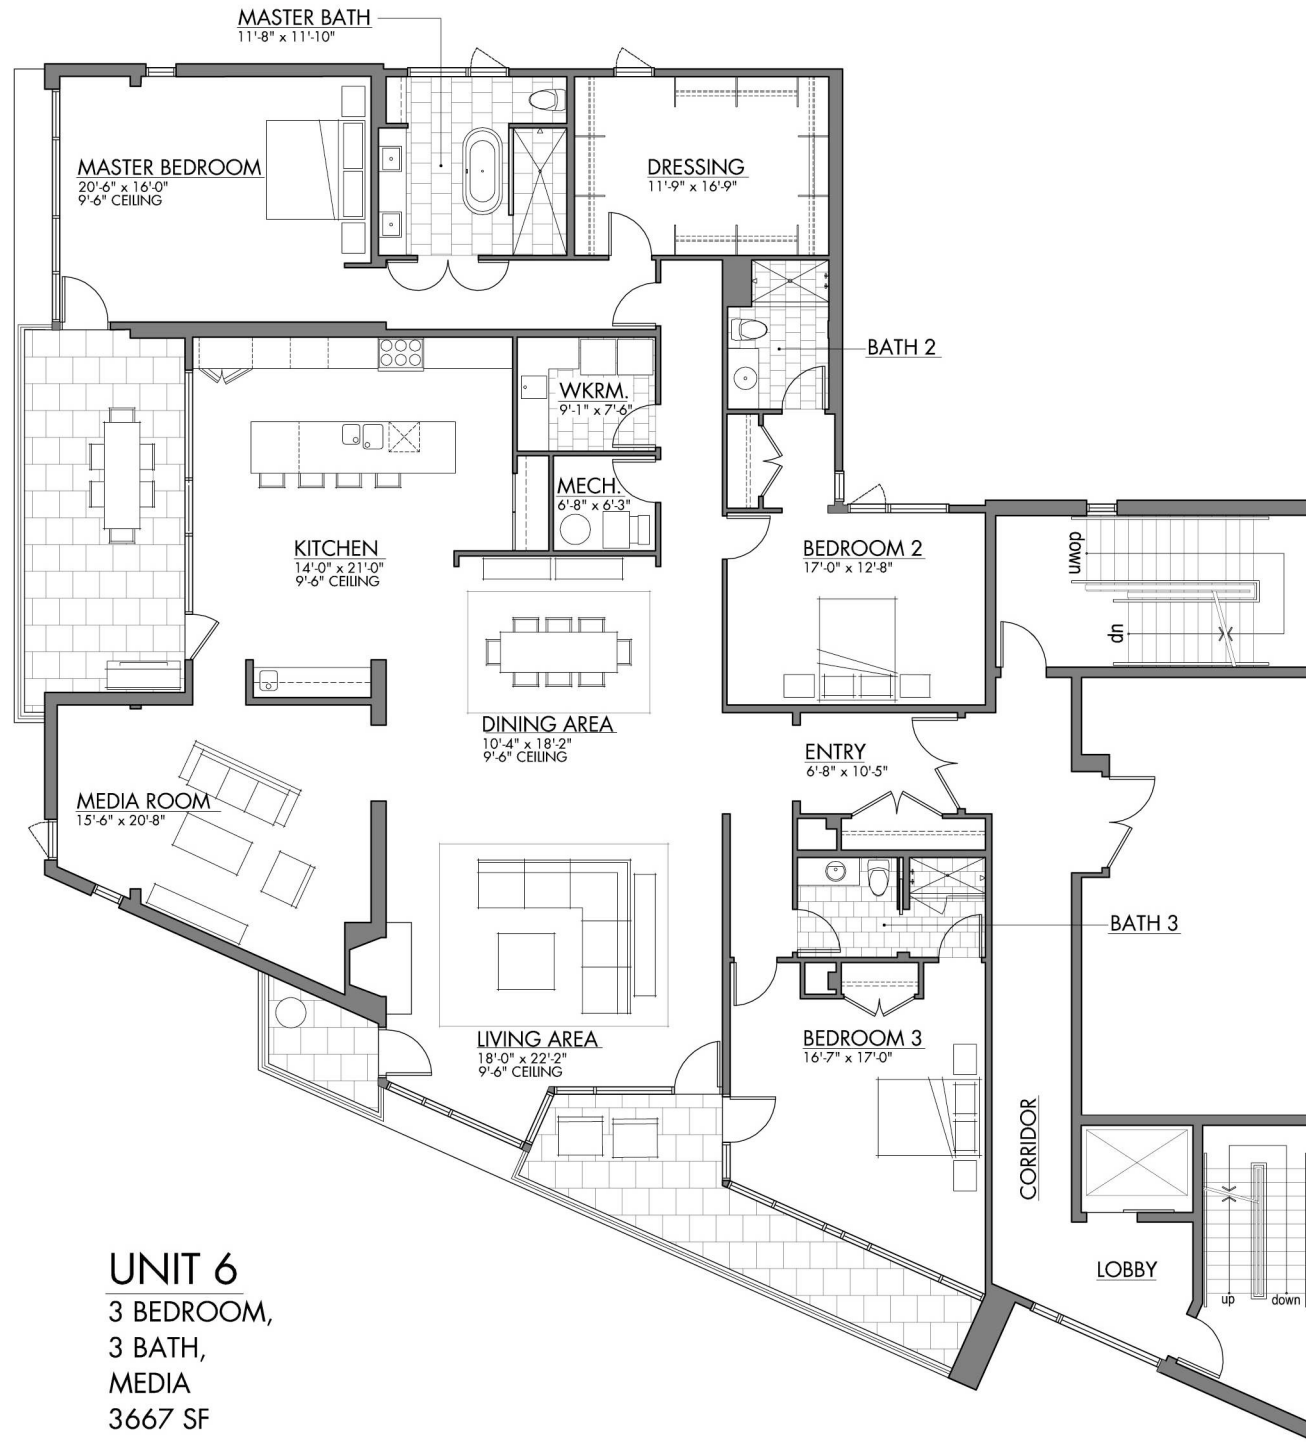 MASTER BATH
11'-8" x 11'-10"
MASTER BEDROOM
20'-6" x 16'-0"
9'-6" CEILING
DRESSING
11'-9" x 16'-9"
BATH 2
WKRM.
9'-1" x 7'-6"
MECH.
6'-8" x 6'-3"
KITCHEN
14'-0" x 21'-0"
9'-6" CEILING
BEDROOM 2
17'-0" x 12'-8"
down
up
DINING AREA
10'-4" x 18'-2"
9'-6" CEILING
ENTRY
6'-8" x 10'-5"
MEDIA ROOM
15'-6" x 20'-8"
BATH 3
LIVING AREA
18'-0" x 22'-2"
9'-6" CEILING
BEDROOM 3
16'-7" x 17'-0"
CORRIDOR
LOBBY
up
down
UNIT 6
3 BEDROOM,
3 BATH,
MEDIA
3667 SF